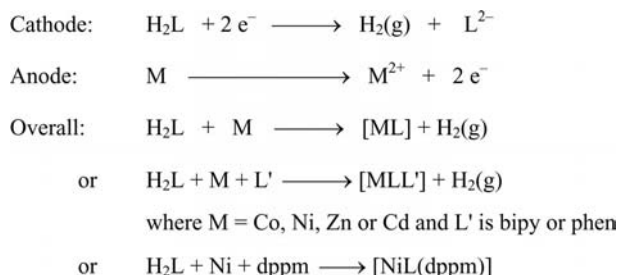 Cathode: H₂L + 2 e⁻ ⟶ H₂(g) + L²⁻
Anode: M ⟶ M²⁺ + 2 e⁻
Overall: H₂L + M ⟶ [ML] + H₂(g)
or H₂L + M + L' ⟶ [MLL'] + H₂(g)
where M = Co, Ni, Zn or Cd and L' is bipy or phen
or H₂L + Ni + dppm ⟶ [NiL(dppm)]